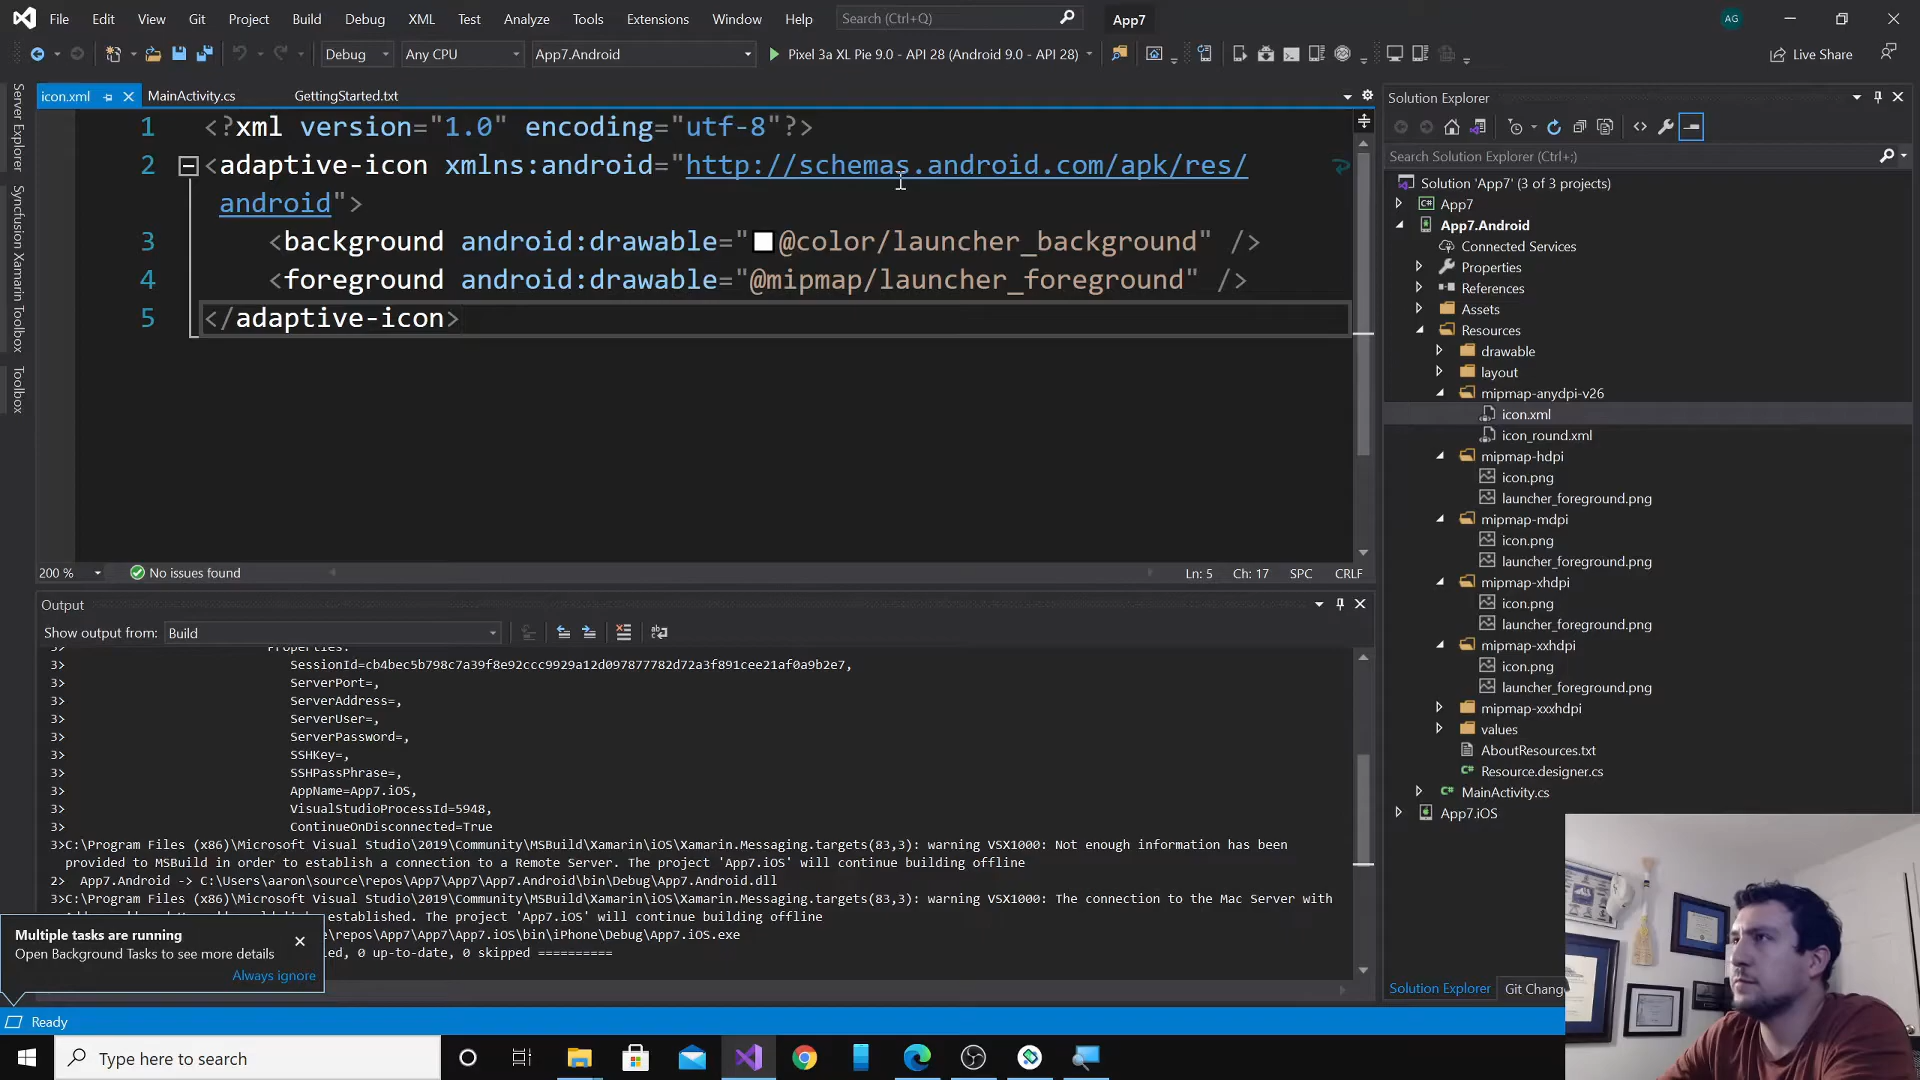 File Edit View Git Project Build Debug XML Test Analyze Tools Extensions Window Help Search (Ctrl+Q) App7 AG
Debug Any CPU App7.Android Pixel 3a XL Pie 9.0 - API 28 (Android 9.0 - API 28) Live Share
Server Explorer
Syncfusion Xamarin Toolbox
Toolbox
icon.xml MainActivity.cs GettingStarted.txt
1 <?xml version="1.0" encoding="utf-8"?>
2 <adaptive-icon xmlns:android="http://schemas.android.com/apk/res/
android">
3 <background android:drawable="@color/launcher_background" />
4 <foreground android:drawable="@mipmap/launcher_foreground" />
5 </adaptive-icon>
200 % No issues found Ln: 5 Ch: 17 SPC CRLF
Output
Show output from: Build
3> Properties:
3> SessionId=cb4bec5b798c7a39f8e92ccc9929a12d097877782d72a3f891cee21af0a9b2e7,
3> ServerPort=,
3> ServerAddress=,
3> ServerUser=,
3> ServerPassword=,
3> SSHKey=,
3> SSHPassPhrase=,
3> AppName=App7.iOS,
3> VisualStudioProcessId=5948,
3> ContinueOnDisconnected=True
3>C:\Program Files (x86)\Microsoft Visual Studio\2019\Community\MSBuild\Xamarin\iOS\Xamarin.Messaging.targets(83,3): warning VSX1000: Not enough information has been
provided to MSBuild in order to establish a connection to a Remote Server. The project 'App7.iOS' will continue building offline
2> App7.Android -> C:\Users\aaron\source\repos\App7\App7\App7.Android\bin\Debug\App7.Android.dll
3>C:\Program Files (x86)\Microsoft Visual Studio\2019\Community\MSBuild\Xamarin\iOS\Xamarin.Messaging.targets(83,3): warning VSX1000: The connection to the Mac Server with
established. The project 'App7.iOS' will continue building offline
\repos\App7\App7\App7.iOS\bin\iPhone\Debug\App7.iOS.exe
ed, 0 up-to-date, 0 skipped ==========
Multiple tasks are running
Open Background Tasks to see more details
Always ignore
Solution Explorer
Search Solution Explorer (Ctrl+;)
Solution 'App7' (3 of 3 projects)
App7
App7.Android
Connected Services
Properties
References
Assets
Resources
drawable
layout
mipmap-anydpi-v26
icon.xml
icon_round.xml
mipmap-hdpi
icon.png
launcher_foreground.png
mipmap-mdpi
icon.png
launcher_foreground.png
mipmap-xhdpi
icon.png
launcher_foreground.png
mipmap-xxhdpi
icon.png
launcher_foreground.png
mipmap-xxxhdpi
values
AboutResources.txt
Resource.designer.cs
MainActivity.cs
App7.iOS
Solution Explorer Git Chang
Ready
Type here to search